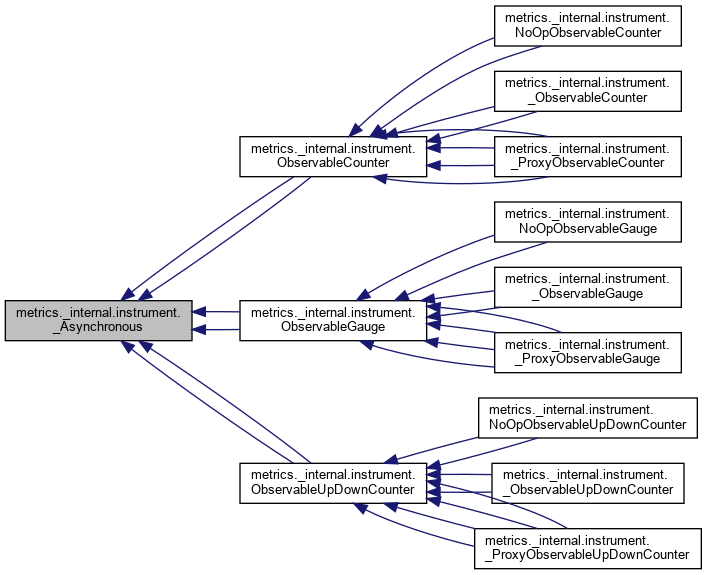 metrics._internal.instrument.
NoOpObservableCounter
metrics._internal.instrument.
_ObservableCounter
metrics._internal.instrument.
ObservableCounter
metrics._internal.instrument.
_ProxyObservableCounter
metrics._internal.instrument.
NoOpObservableGauge
metrics._internal.instrument.
_ObservableGauge
metrics._internal.instrument.
_Asynchronous
metrics._internal.instrument.
ObservableGauge
metrics._internal.instrument.
_ProxyObservableGauge
metrics._internal.instrument.
NoOpObservableUpDownCounter
metrics._internal.instrument.
ObservableUpDownCounter
metrics._internal.instrument.
_ObservableUpDownCounter
metrics._internal.instrument.
_ProxyObservableUpDownCounter